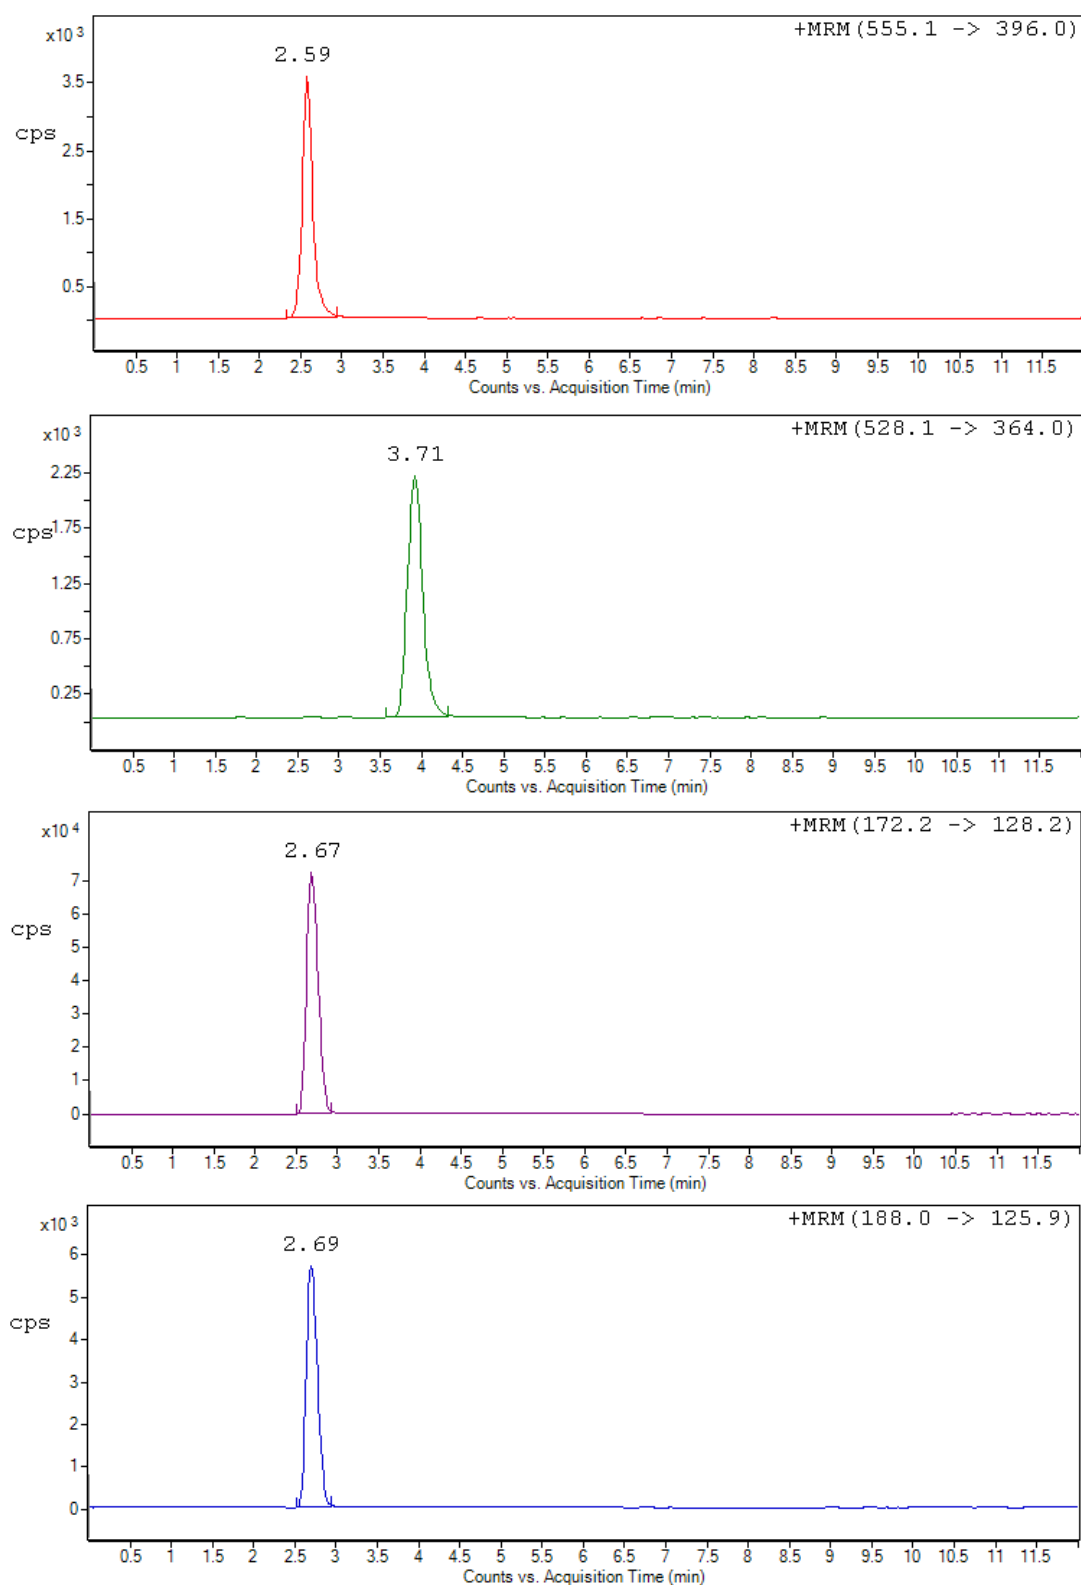 +MRM(555.1 -> 396.0)
x10 3
2.59
3.5
cps
2.5
1.5
0.5
0.5 1 1.5 2 2.5 3 3.5 4 4.5 5 5.5 6 6.5 7 7.5 8 8.5 9 9.5 10 10.5 11 11.5
Counts vs. Acquisition Time (min)
+MRM(528.1 -> 364.0)
x10 3
3.71
2.25
cps
1.75
1.25
0.75
0.25
0.5 1 1.5 2 2.5 3 3.5 4 4.5 5 5.5 6 6.5 7 7.5 8 8.5 9 9.5 10 10.5 11 11.5
Counts vs. Acquisition Time (min)
+MRM(172.2 -> 128.2)
x10 4
2.67
7
6
cps
5
4
3
2
1
0
0.5 1 1.5 2 2.5 3 3.5 4 4.5 5 5.5 6 6.5 7 7.5 8 8.5 9 9.5 10 10.5 11 11.5
Counts vs. Acquisition Time (min)
+MRM(188.0 -> 125.9)
x10 3
2.69
6
5
cps
4
3
2
1
0
0.5 1 1.5 2 2.5 3 3.5 4 4.5 5 5.5 6 6.5 7 7.5 8 8.5 9 9.5 10 10.5 11 11.5
Counts vs. Acquisition Time (min)